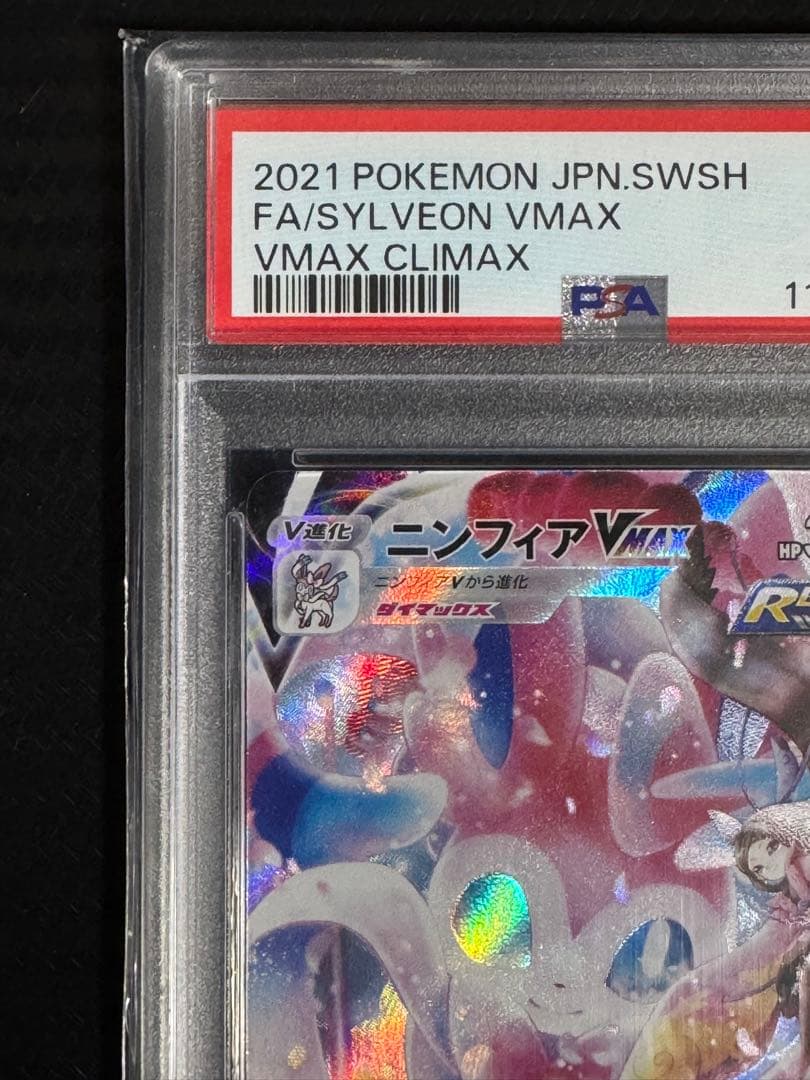 2021 POKEMON JPN.SWSH
FA/SYLVEON VMAX
VMAX CLIMAX
PSA
11
V進化
ニンフィアVMAX
HP
ニンフィアVから進化
ダイマックス